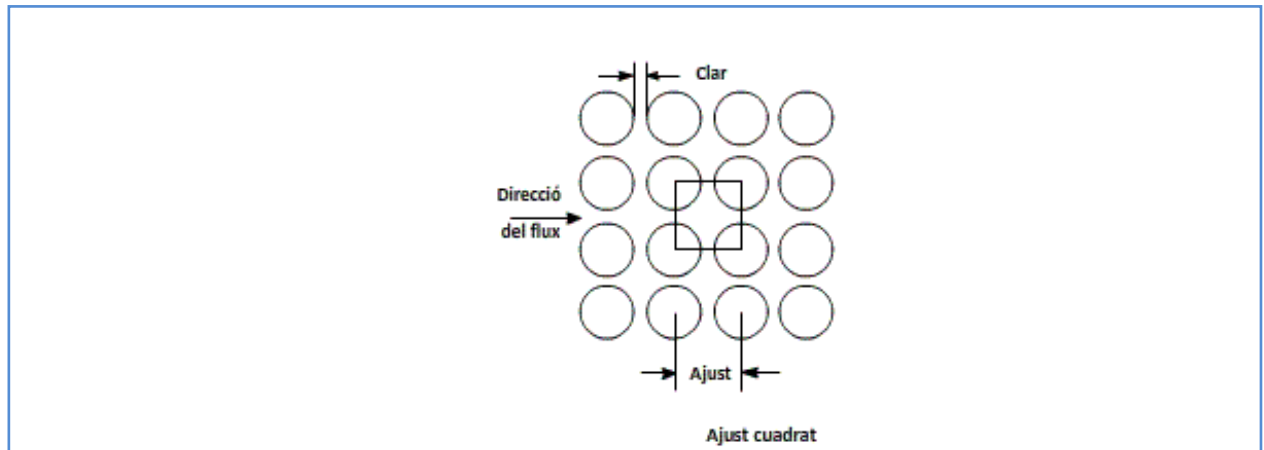 Clar
Direcció
del flux
Ajust
Ajust cuadrat